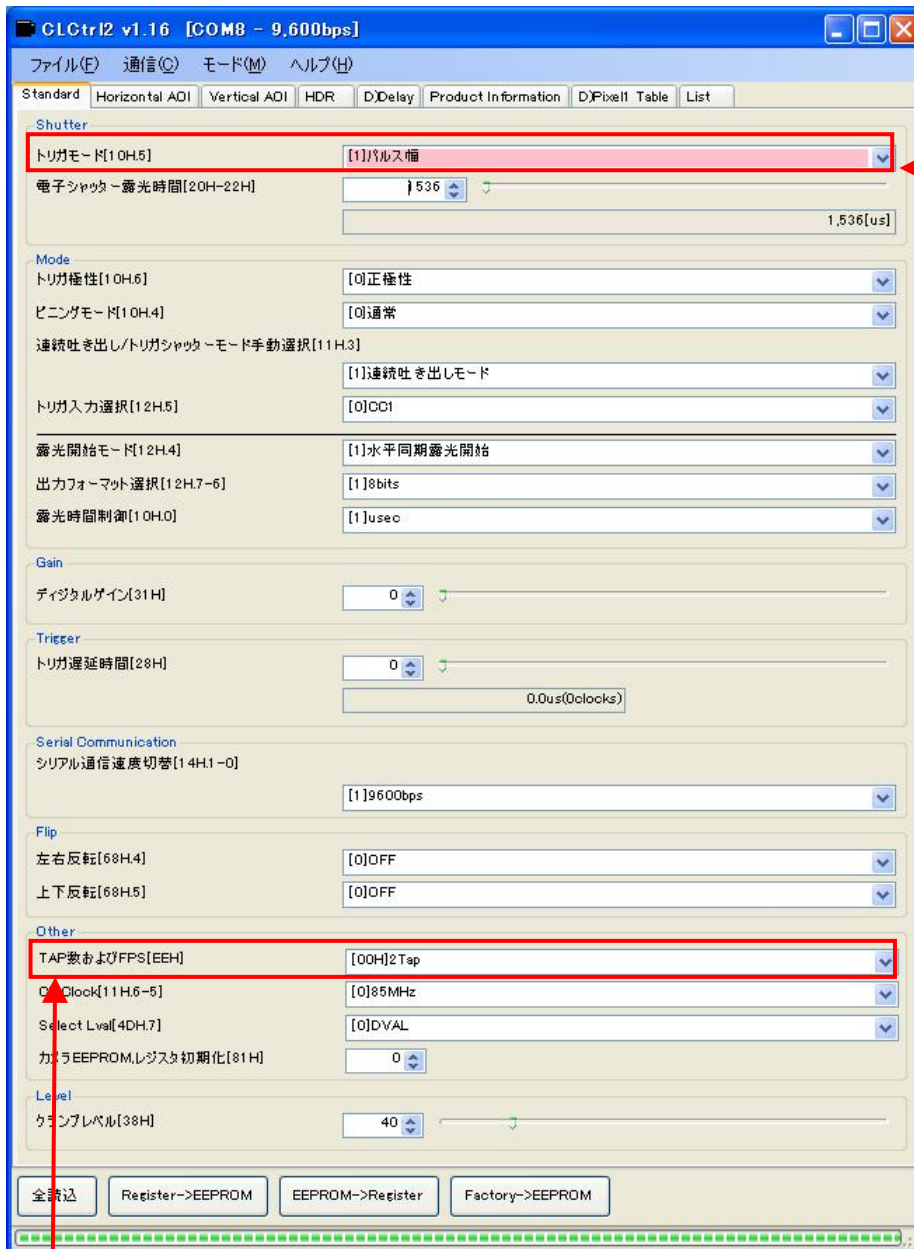 CLCtrl2 v1.16 [COM8 - 9,600bps]
ファイル(F) 通信(C) モード(M) ヘルプ(H)
Standard Horizontal AOI Vertical AOI HDR D)Delay Product Information D)Pixel1 Table List
Shutter
トリガモード[10H.5] [1]パルス幅
電子シャッター露光時間[20H-22H] 1536
1,536[us]
Mode
トリガ極性[10H.6] [0]正極性
ビニングモード[10H.4] [0]通常
連続吐き出し/トリガシャッターモード手動選択[11H.3]
[1]連続吐き出しモード
トリガ入力選択[12H.5] [0]CC1
露光開始モード[12H.4] [1]水平同期露光開始
出力フォーマット選択[12H.7-6] [1]8bits
露光時間制御[10H.0] [1]usec
Gain
ディジタルゲイン[31H] 0
Trigger
トリガ遅延時間[28H] 0
0.0us(0clocks)
Serial Communication
シリアル通信速度切替[14H.1-0]
[1]9600bps
Flip
左右反転[68H.4] [0]OFF
上下反転[68H.5] [0]OFF
Other
TAP数およびFPS[EEH] [00H]2Tap
Clock[11H.6-5] [0]85MHz
Select Lval[4DH.7] [0]DVAL
カメラEEPROM,レジスタ初期化[81H] 0
Level
クランプレベル[38H] 40
全読込 Register->EEPROM EEPROM->Register Factory->EEPROM